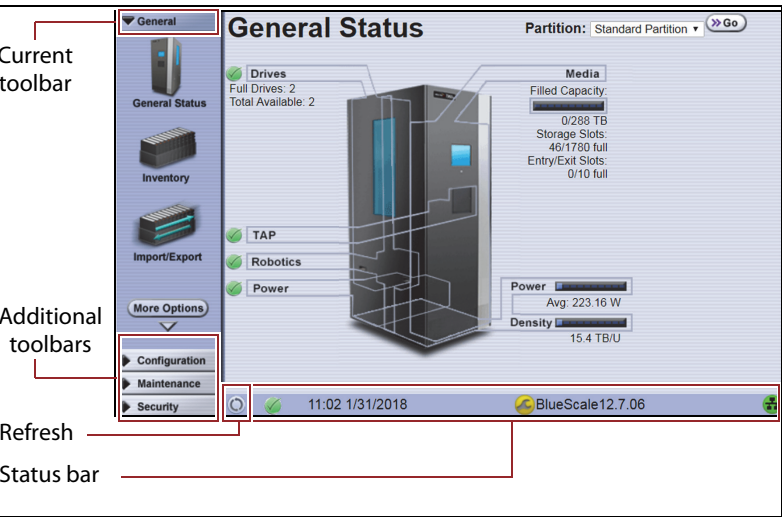 General
General Status
Partition:
Standard Partition
Go
Current
toolbar
General Status
Drives
Full Drives: 2
Total Available: 2
Media
Filled Capacity:
0/288 TB
Storage Slots:
46/1780 full
Entry/Exit Slots:
0/10 full
Inventory
Import/Export
TAP
Robotics
Power
More Options
Power
Avg: 223.16 W
Density
15.4 TB/U
Additional
toolbars
Configuration
Maintenance
Security
11:02 1/31/2018
BlueScale12.7.06
Refresh
Status bar